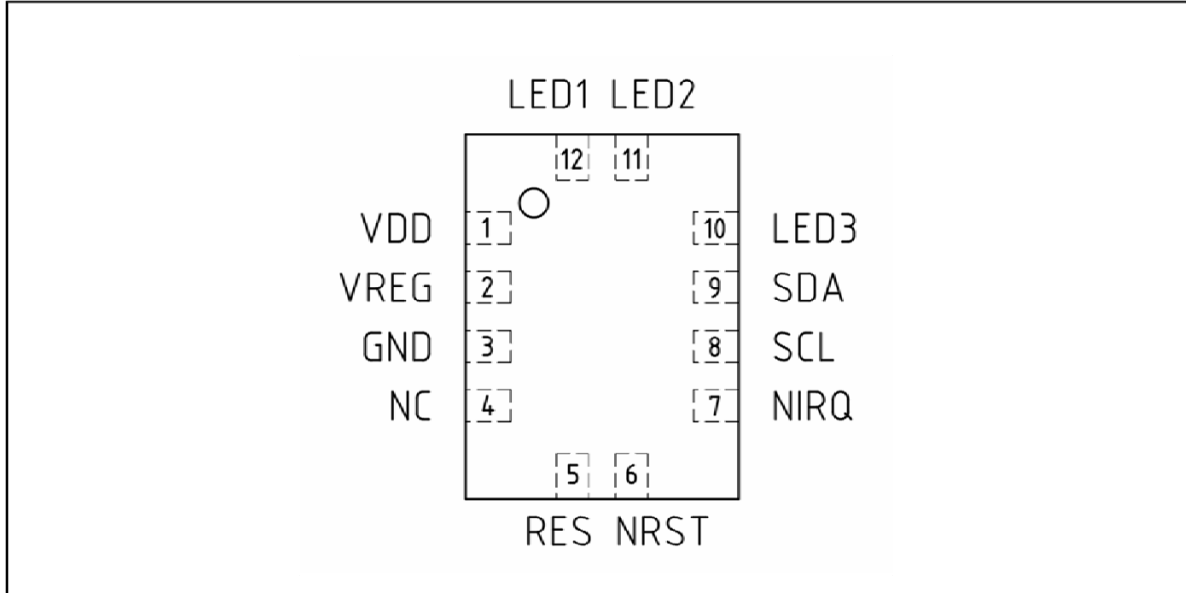 LED1 LED2
12 11
VDD 1 10 LED3
VREG 2 9 SDA
GND 3 8 SCL
NC 4 7 NIRQ
5 6
RES NRST